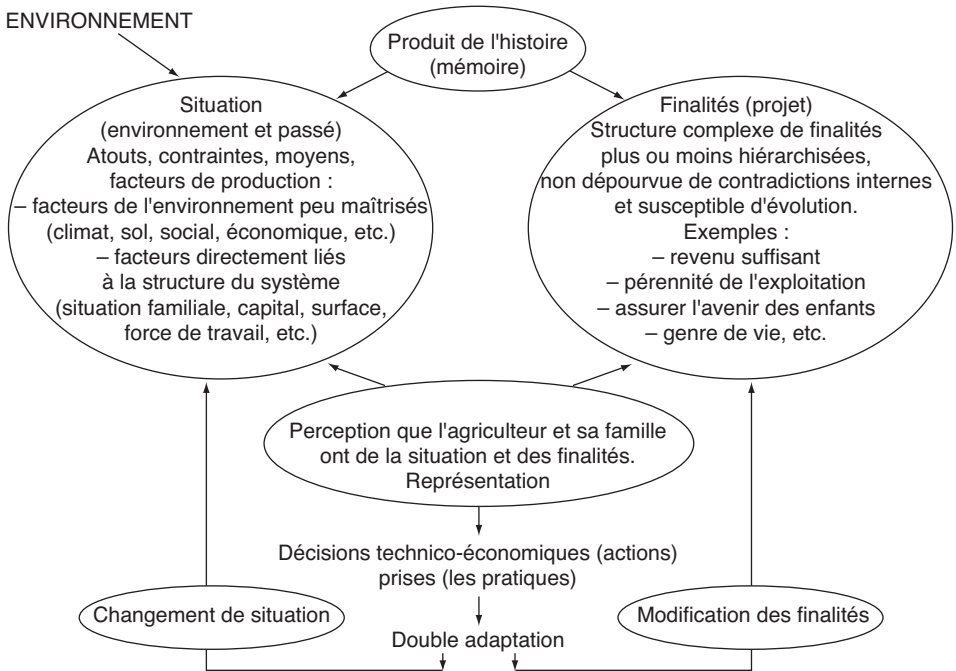 ENVIRONNEMENT
Produit de l'histoire
(mémoire)
Situation
(environnement et passé)
Atouts, contraintes, moyens,
facteurs de production :
– facteurs de l'environnement peu maîtrisés
(climat, sol, social, économique, etc.)
– facteurs directement liés
à la structure du système
(situation familiale, capital, surface,
force de travail, etc.)
Finalités (projet)
Structure complexe de finalités
plus ou moins hiérarchisées,
non dépourvue de contradictions internes
et susceptible d'évolution.
Exemples :
– revenu suffisant
– pérennité de l'exploitation
– assurer l'avenir des enfants
– genre de vie, etc.
Perception que l'agriculteur et sa famille
ont de la situation et des finalités.
Représentation
Décisions technico-économiques (actions)
prises (les pratiques)
Changement de situation
Modification des finalités
Double adaptation